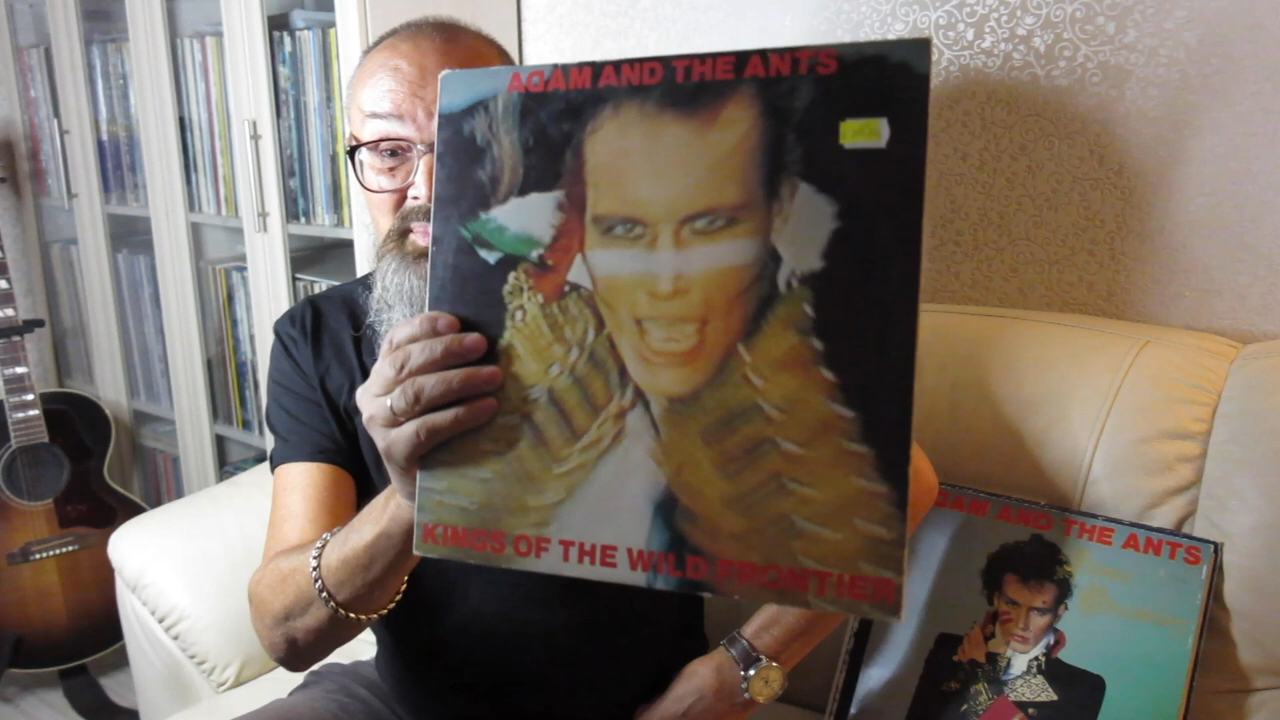 ADAM AND THE ANTS
KINGS OF THE WILD FRONTIER
ADAM AND THE ANTS